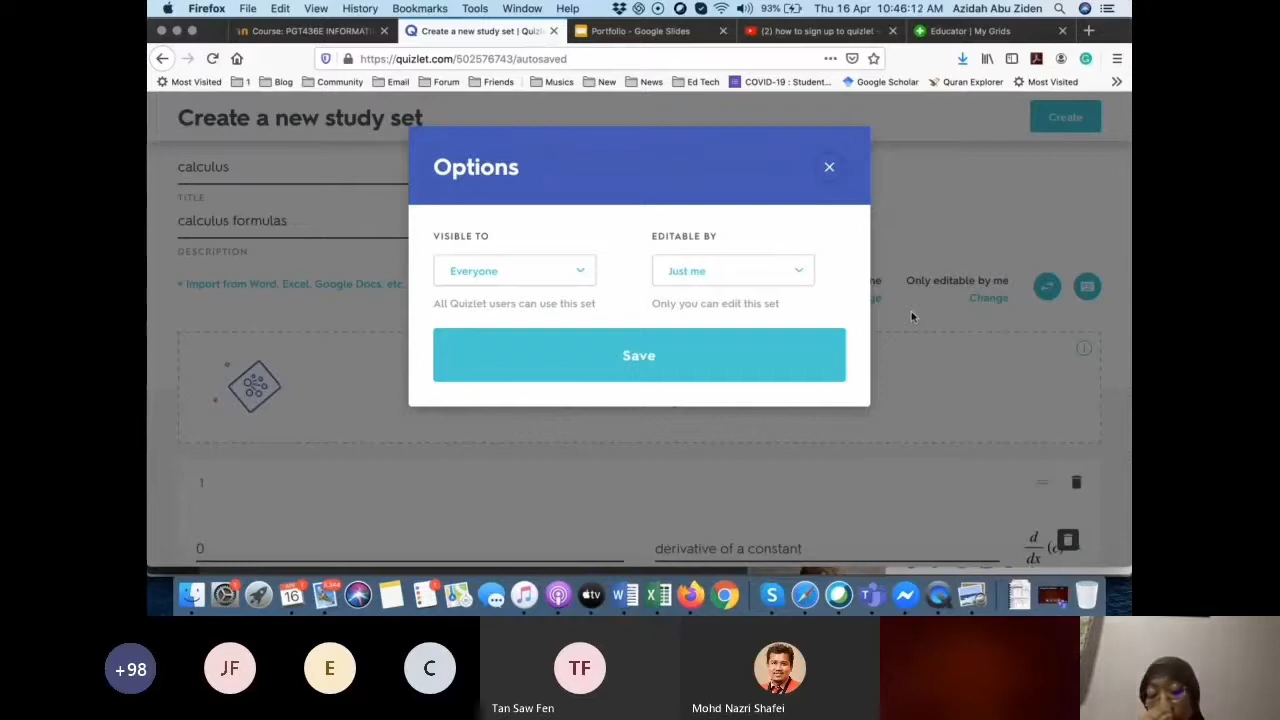 Firefox File Edit View History Bookmarks Tools Window Help 93% Thu 16 Apr 10:46:12 AM Azidah Abu Ziden
Course: PGT436E INFORMATI Create a new study set | Quizl Portfolio - Google Slides (2) how to sign up to quizlet - Educator | My Grids
https://quizlet.com/502576743/autosaved
Most Visited 1 Blog Community Email Forum Friends Musics New News Ed Tech COVID-19 : Student... Google Scholar Quran Explorer Most Visited
Create a new study set
Create
calculus
TITLE
calculus formulas
DESCRIPTION
+ Import from Word, Excel, Google Docs, etc.
Options
VISIBLE TO
EDITABLE BY
Everyone
Just me
All Quizlet users can use this set
Only you can edit this set
Save
me
Only editable by me
ge
Change
1
0
derivative of a constant
d
dx
(c
16
+98
JF
E
C
TF
Tan Saw Fen
Mohd Nazri Shafei